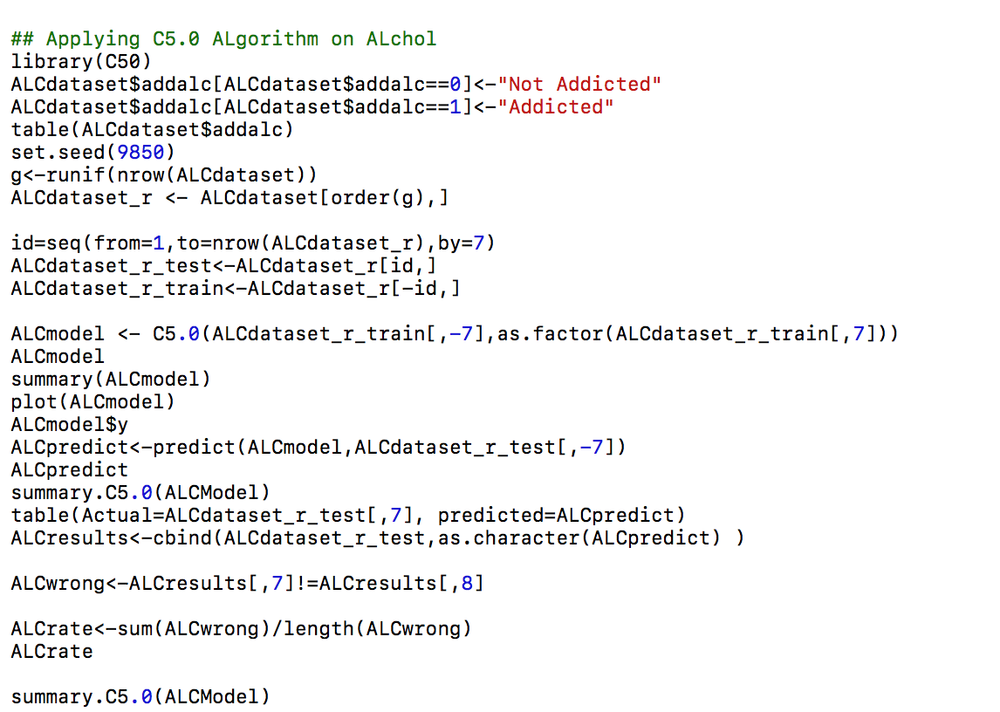 ## Applying C5.0 ALgorithm on ALchol
library(C50)
ALCdataset$addalc[ALCdataset$addalc==0]<-"Not Addicted"
ALCdataset$addalc[ALCdataset$addalc==1]<-"Addicted"
table(ALCdataset$addalc)
set.seed(9850)
g<-runif(nrow(ALCdataset))
ALCdataset_r <- ALCdataset[order(g),]
id=seq(from=1,to=nrow(ALCdataset_r),by=7)
ALCdataset_r_test<-ALCdataset_r[id,]
ALCdataset_r_train<-ALCdataset_r[-id,]
ALCmodel <- C5.0(ALCdataset_r_train[,-7],as.factor(ALCdataset_r_train[,7]))
ALCmodel
summary(ALCmodel)
plot(ALCmodel)
ALCmodel$y
ALCpredict<-predict(ALCmodel,ALCdataset_r_test[,-7])
ALCpredict
summary.C5.0(ALCModel)
table(Actual=ALCdataset_r_test[,7], predicted=ALCpredict)
ALCresults<-cbind(ALCdataset_r_test,as.character(ALCpredict) )
ALCwrong<-ALCresults[,7]!=ALCresults[,8]
ALCrate<-sum(ALCwrong)/length(ALCwrong)
ALCrate
summary.C5.0(ALCModel)